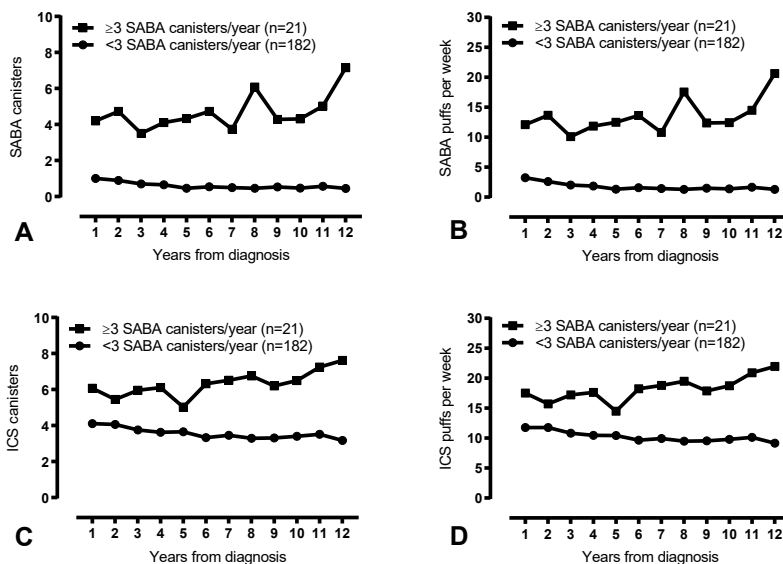 ≥3 SABA canisters/year (n=21)
<3 SABA canisters/year (n=182)
SABA canisters
10
8
6
4
2
0
1 2 3 4 5 6 7 8 9 10 11 12
Years from diagnosis
A
≥3 SABA canisters/year (n=21)
<3 SABA canisters/year (n=182)
SABA puffs per week
30
25
20
15
10
5
0
1 2 3 4 5 6 7 8 9 10 11 12
Years from diagnosis
B
≥3 SABA canisters/year (n=21)
<3 SABA canisters/year (n=182)
ICS canisters
10
8
6
4
2
0
1 2 3 4 5 6 7 8 9 10 11 12
Years from diagnosis
C
≥3 SABA canisters/year (n=21)
<3 SABA canisters/year (n=182)
ICS puffs per week
30
25
20
15
10
5
0
1 2 3 4 5 6 7 8 9 10 11 12
Years from diagnosis
D